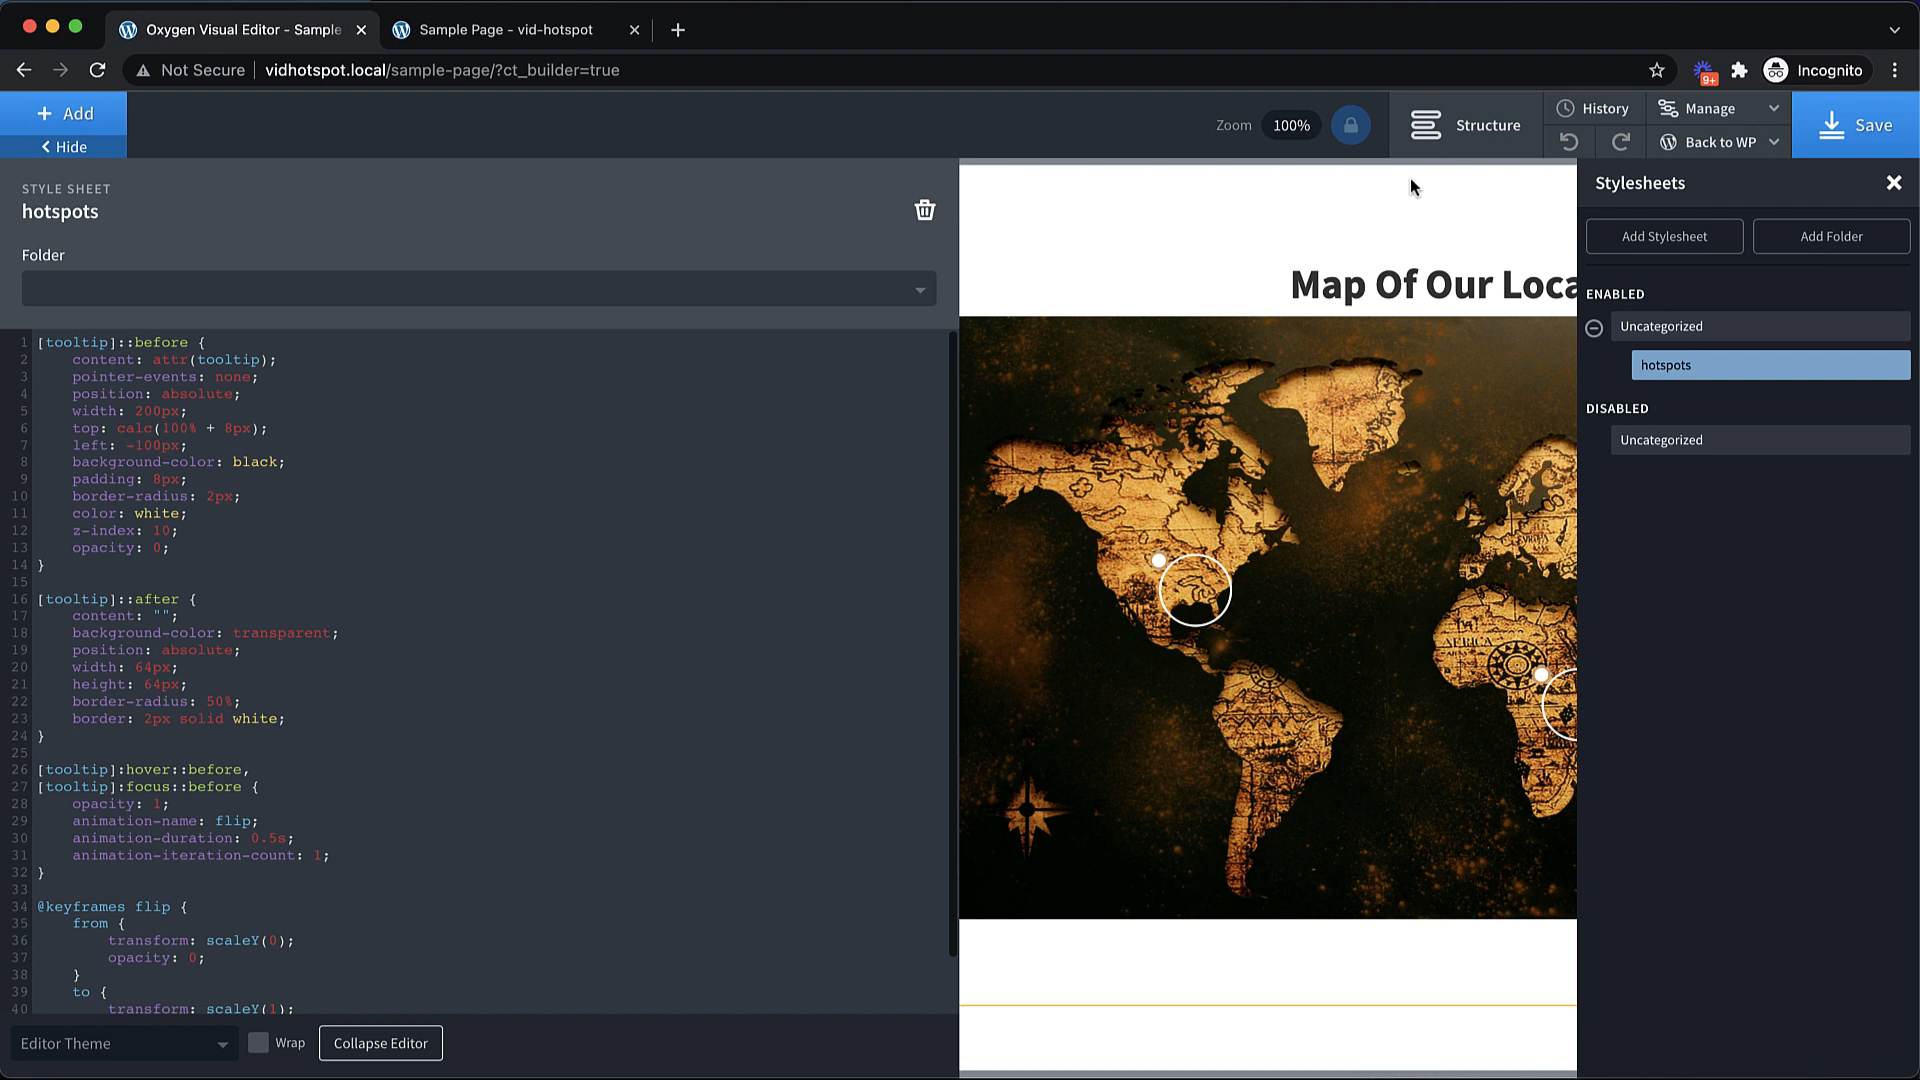 Oxygen Visual Editor - Sample
Sample Page - vid-hotspot
Not Secure
vidhotspot.local/sample-page/?ct_builder=true
9+
Incognito
+ Add
Hide
Zoom
100%
Structure
History
Manage
Back to WP
Save
STYLE SHEET
hotspots
Folder
1 [tooltip]::before {
2 content: attr(tooltip);
3 pointer-events: none;
4 position: absolute;
5 width: 200px;
6 top: calc(100% + 8px);
7 left: -100px;
8 background-color: black;
9 padding: 8px;
10 border-radius: 2px;
11 color: white;
12 z-index: 10;
13 opacity: 0;
14 }
15
16 [tooltip]::after {
17 content: "";
18 background-color: transparent;
19 position: absolute;
20 width: 64px;
21 height: 64px;
22 border-radius: 50%;
23 border: 2px solid white;
24 }
25
26 [tooltip]:hover::before,
27 [tooltip]:focus::before {
28 opacity: 1;
29 animation-name: flip;
30 animation-duration: 0.5s;
31 animation-iteration-count: 1;
32 }
33
34 @keyframes flip {
35 from {
36 transform: scaleY(0);
37 opacity: 0;
38 }
39 to {
40 transform: scaleY(1);
Editor Theme
Wrap
Collapse Editor
Map Of Our Loca
AFRICA
Stylesheets
Add Stylesheet
Add Folder
ENABLED
Uncategorized
hotspots
DISABLED
Uncategorized